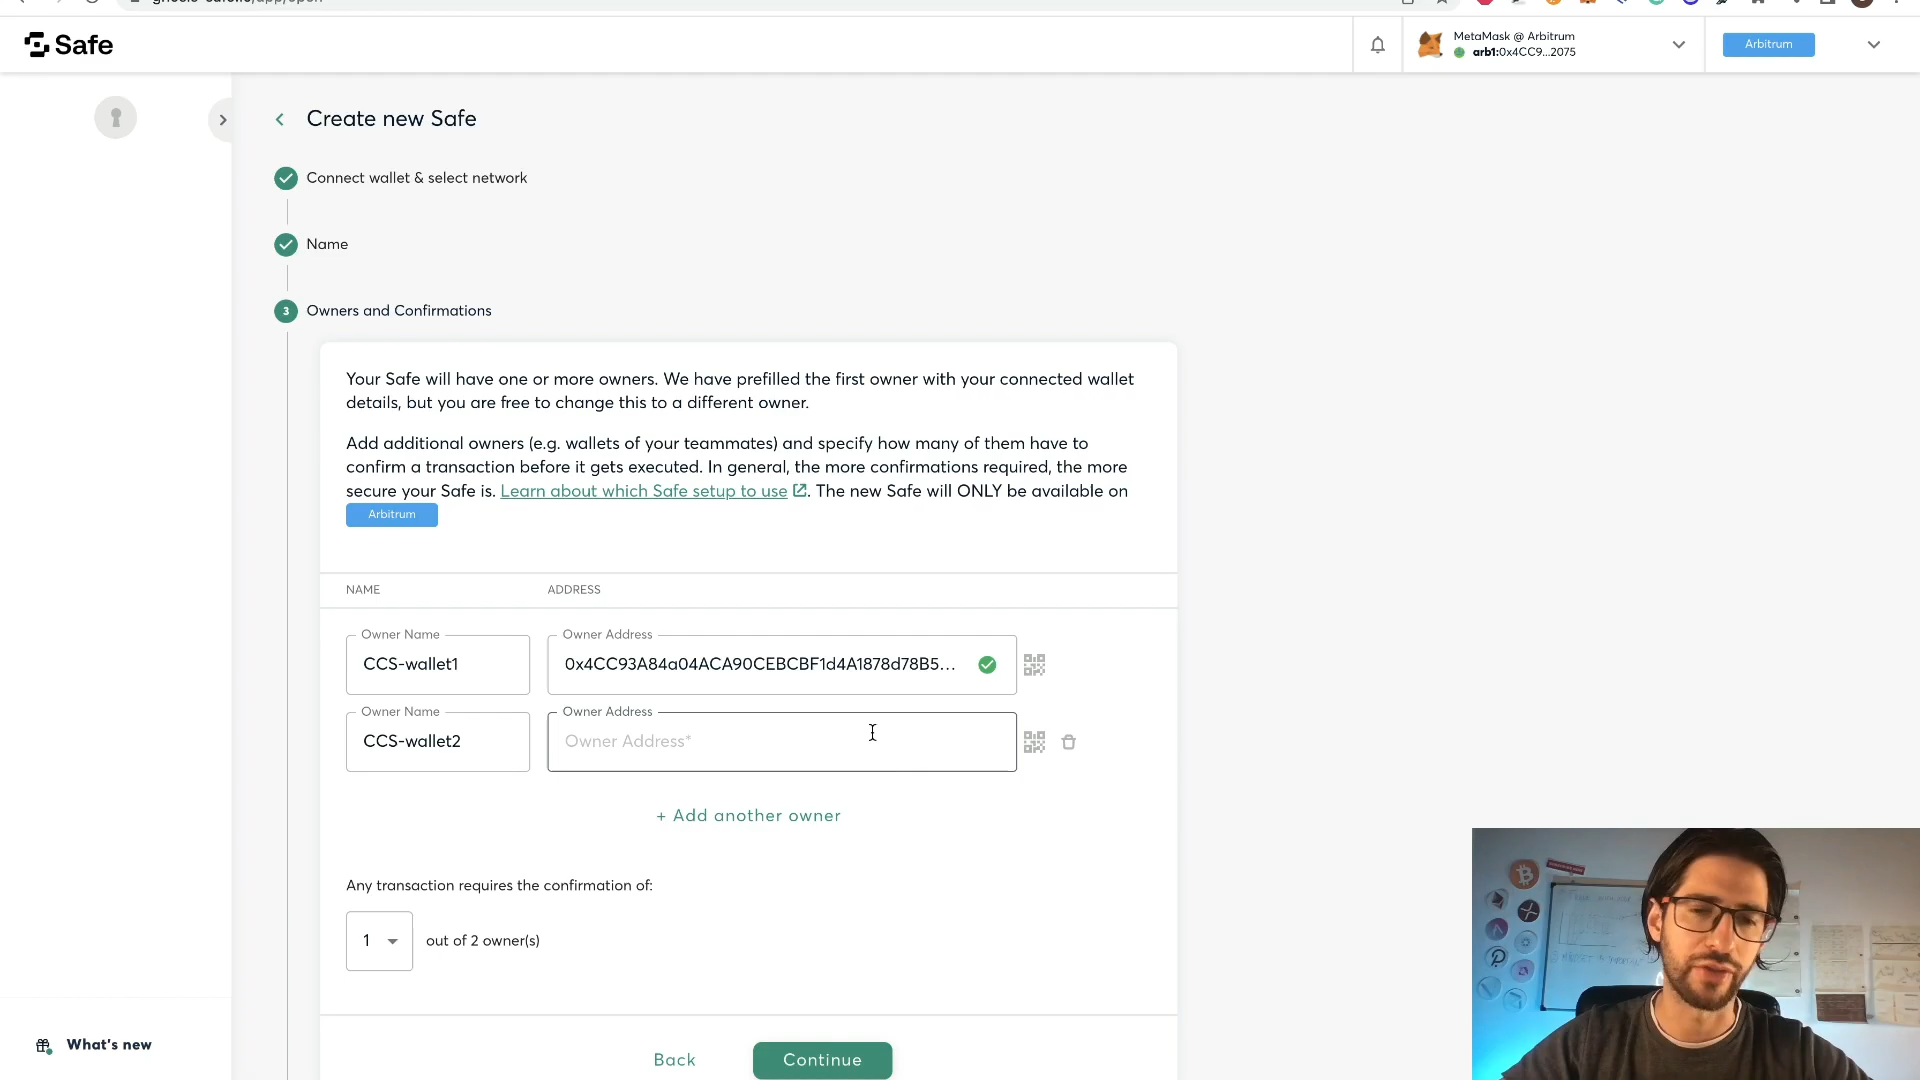 Safe
MetaMask @ Arbitrum
arb1:0x4CC9...2075
Arbitrum
Create new Safe
Connect wallet & select network
Name
3 Owners and Confirmations
Your Safe will have one or more owners. We have prefilled the first owner with your connected wallet
details, but you are free to change this to a different owner.
Add additional owners (e.g. wallets of your teammates) and specify how many of them have to
confirm a transaction before it gets executed. In general, the more confirmations required, the more
secure your Safe is. Learn about which Safe setup to use. The new Safe will ONLY be available on
Arbitrum
NAME ADDRESS
Owner Name Owner Address
CCS-wallet1 0x4CC93A84a04ACA90CEBCBF1d4A1878d78B5...
Owner Name Owner Address
CCS-wallet2 Owner Address*
+ Add another owner
Any transaction requires the confirmation of:
1 out of 2 owner(s)
Back Continue
What's new